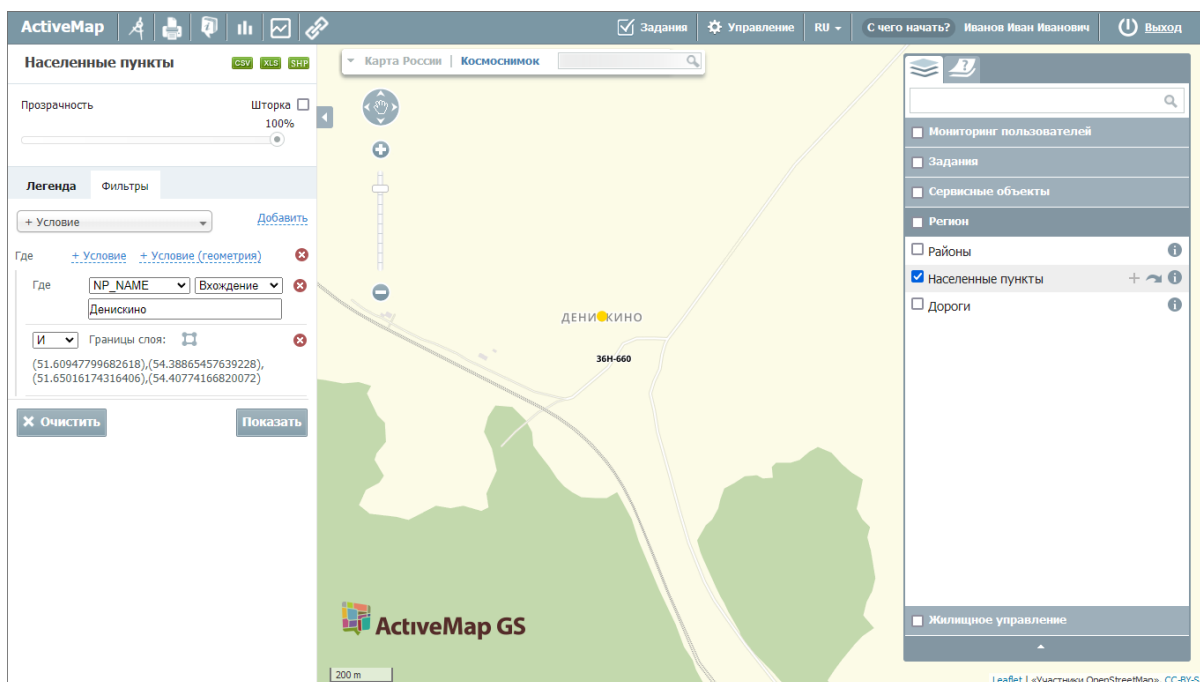 ActiveMap
Задания
Управление
RU
С чего начать?
Иванов Иван Иванович
Выход
Населенные пункты
CSV XLS SHP
Прозрачность
Шторка
100%
Легенда
Фильтры
+ Условие
Добавить
Где + Условие + Условие (геометрия)
Где NP_NAME Вхождение
Денискино
И Границы слоя:
(51.60947799682618),(54.38865457639228),
(51.65016174316406),(54.40774166820072)
Очистить
Показать
Карта России | Космоснимок
ДЕНИСКИНО
36Н-660
ActiveMap GS
200 m
Мониторинг пользователей
Задания
Сервисные объекты
Регион
Районы
Населенные пункты
Дороги
Жилищное управление
Leaflet | «Участники OpenStreetMap», CC-BY-S